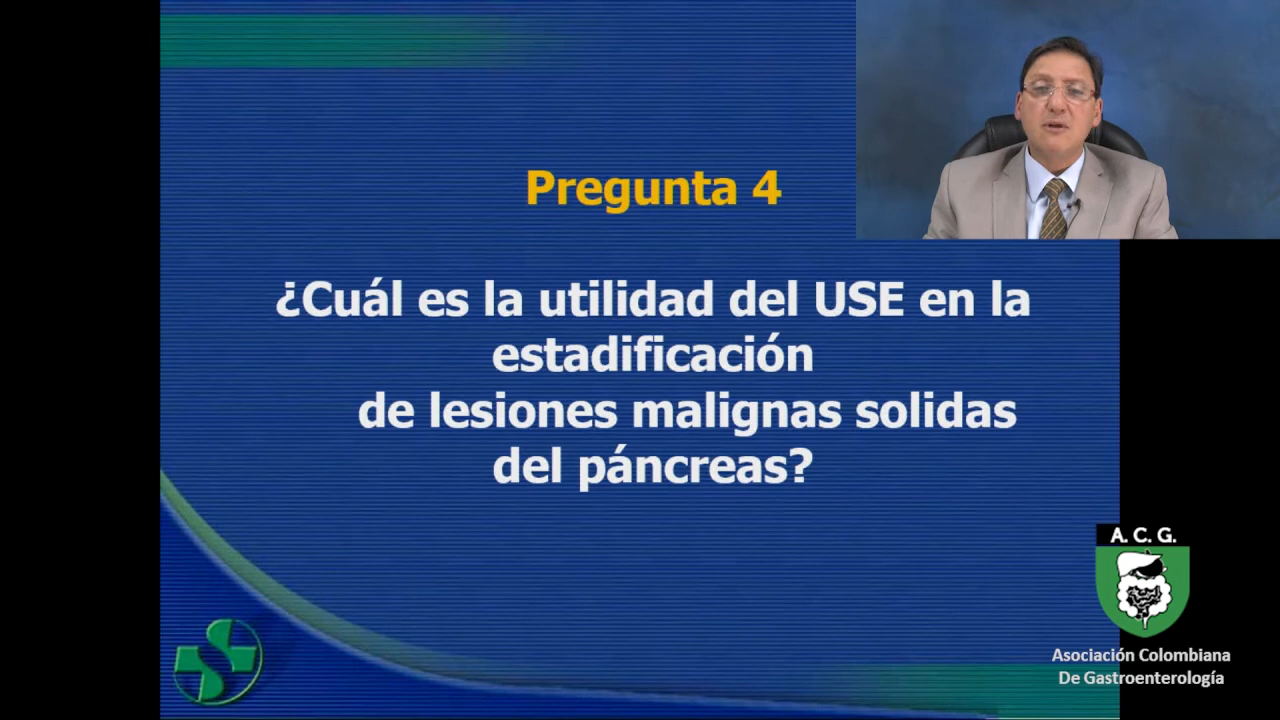 Pregunta 4
¿Cuál es la utilidad del USE en la
estadificación
de lesiones malignas solidas
del páncreas?
A. C. G.
Asociación Colombiana
De Gastroenterología